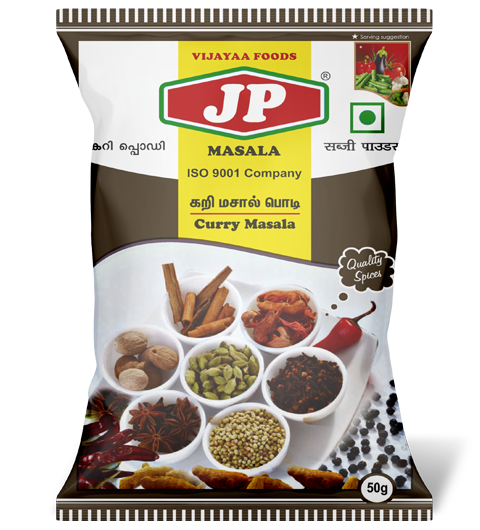 ★ Serving suggestion
VIJAYAA FOODS
JP
®
MASALA
ISO 9001 Company
കറി പ്പൊഡി
सब्जी पाउडर
கறி மசால் பொடி
Curry Masala
Quality
Spices
50g